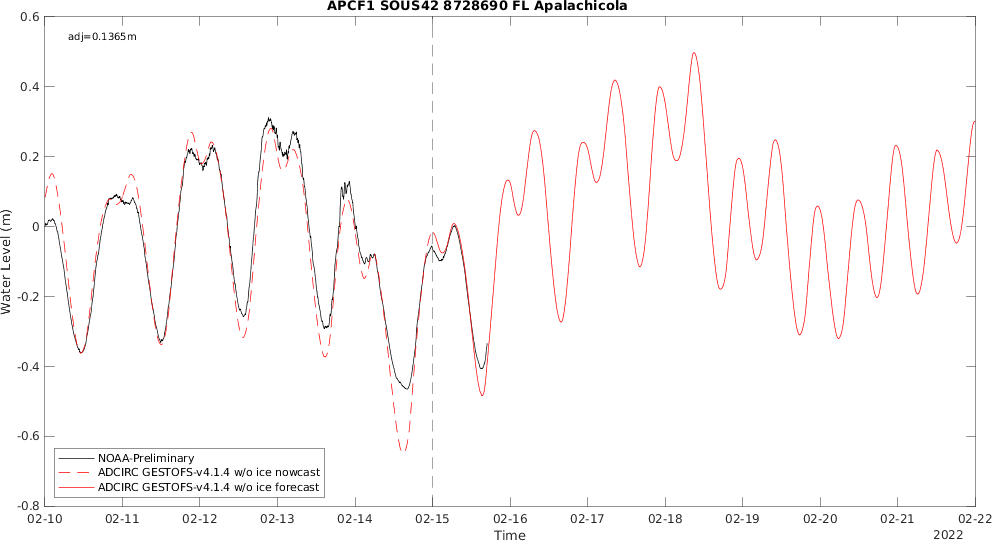 APCF1 SOUS42 8728690 FL Apalachicola
adj=0.1365m
0.6
0.4
0.2
0
-0.2
-0.4
-0.6
-0.8
Water Level (m)
NOAA-Preliminary
ADCIRC GESTOFS-v4.1.4 w/o ice nowcast
ADCIRC GESTOFS-v4.1.4 w/o ice forecast
02-10 02-11 02-12 02-13 02-14 02-15 02-16 02-17 02-18 02-19 02-20 02-21 02-22
Time
2022